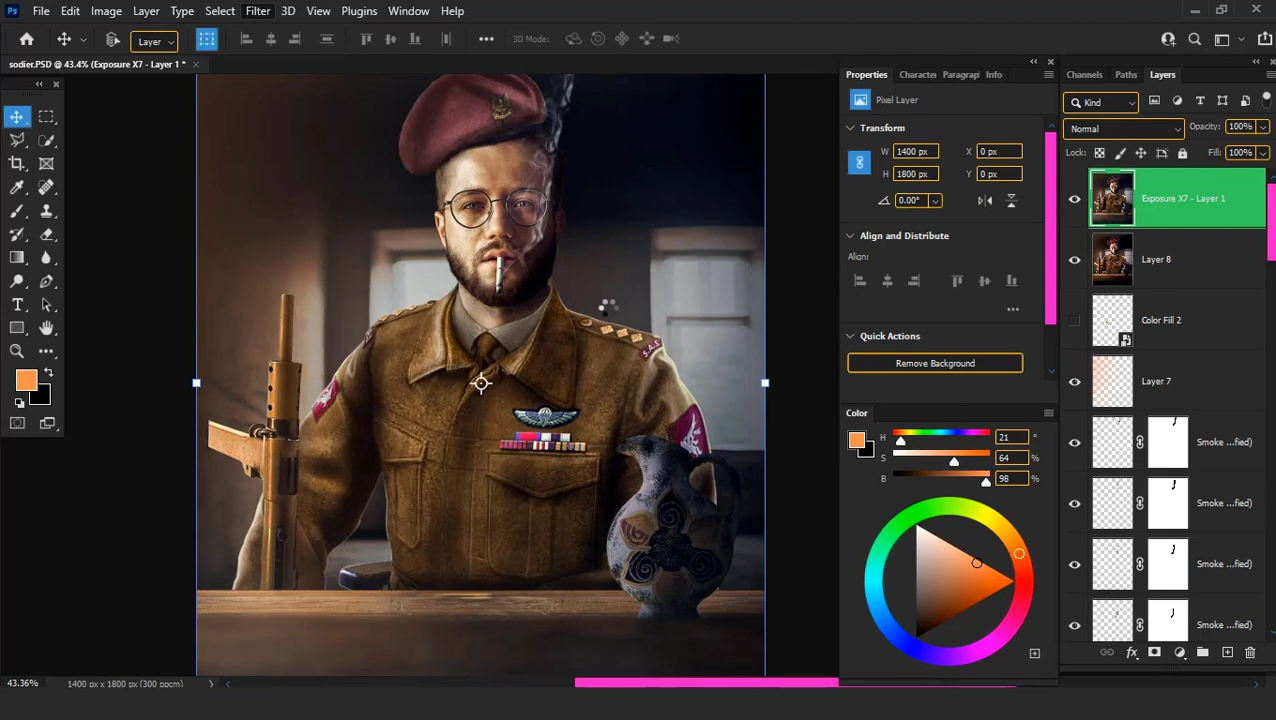 Ps File Edit Image Layer Type Select Filter 3D View Plugins Window Help
Layer 3D Mode:
sodier.PSD @ 43.4% (Exposure X7 - Layer 1 * ×
Properties Character Paragrap Info
Pixel Layer
Transform
W 1400 px X 0 px
H 1800 px Y 0 px
0.00°
Align and Distribute
Align:
Quick Actions
Remove Background
Color
H 21 °
S 64 %
B 98 %
Channels Paths Layers
Kind
Normal Opacity: 100%
Lock: Fill: 100%
Exposure X7 - Layer 1
Layer 8
Color Fill 2
Layer 7
Smoke ...fied)
Smoke ...fied)
Smoke ...fied)
Smoke ...fied)
S.A.S
43.36% 1400 px x 1800 px (300 ppcm)